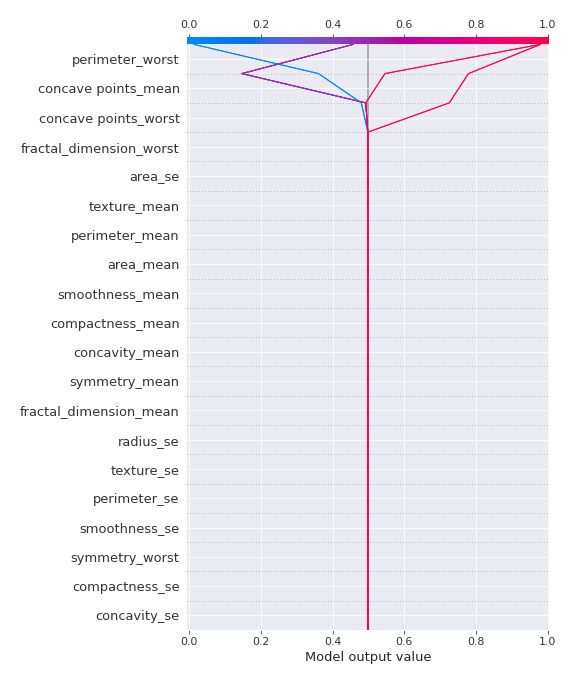 0.0 0.2 0.4 0.6 0.8 1.0
perimeter_worst
concave points_mean
concave points_worst
fractal_dimension_worst
area_se
texture_mean
perimeter_mean
area_mean
smoothness_mean
compactness_mean
concavity_mean
symmetry_mean
fractal_dimension_mean
radius_se
texture_se
perimeter_se
smoothness_se
symmetry_worst
compactness_se
concavity_se
0.0 0.2 0.4 0.6 0.8 1.0
Model output value